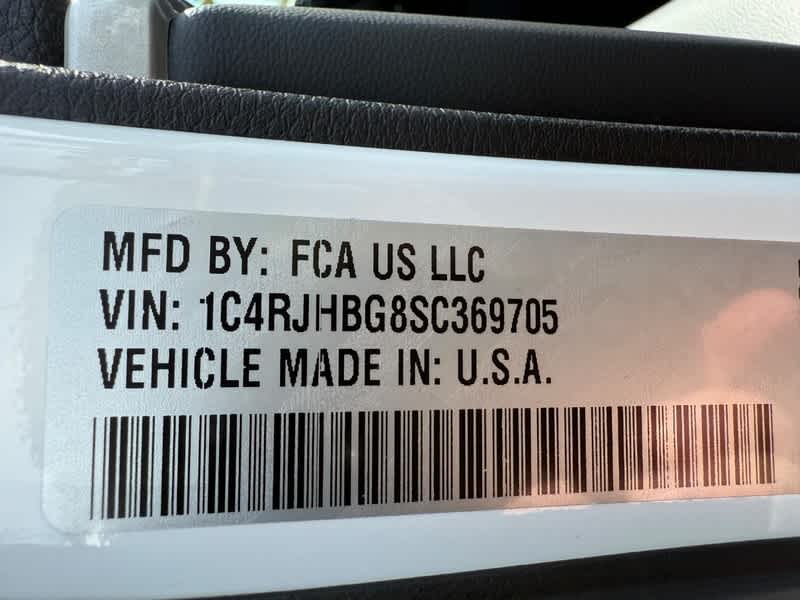 MFD BY: FCA US LLC
VIN: 1C4RJHBG8SC369705
VEHICLE MADE IN: U.S.A.